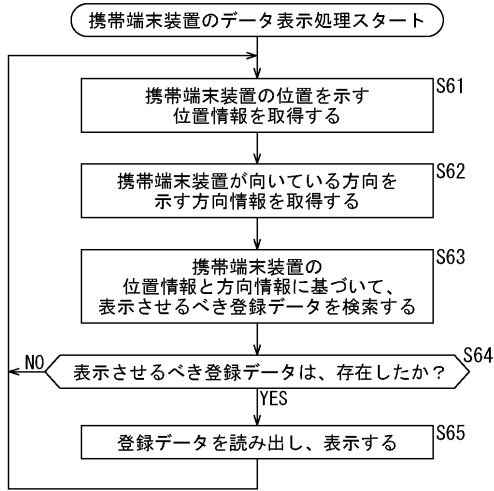 携帯端末装置のデータ表示処理スタート
S61
携帯端末装置の位置を示す
位置情報を取得する
S62
携帯端末装置が向いている方向を
示す方向情報を取得する
S63
携帯端末装置の
位置情報と方向情報に基づいて、
表示させるべき登録データを検索する
S64
NO
表示させるべき登録データは、存在したか？
YES
S65
登録データを読み出し、表示する